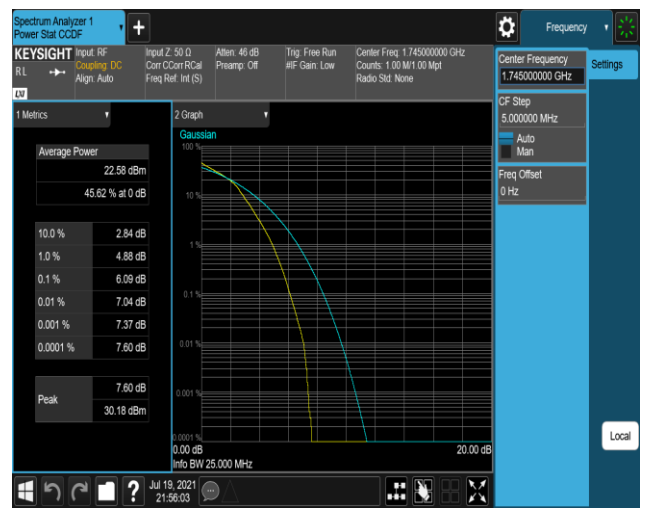 Spectrum Analyzer 1
Power Stat CCDF
+
Frequency
KEYSIGHT
RL
LXI
Input: RF
Coupling: DC
Align: Auto
Input Z: 50 Ω
Corr CCorr RCal
Freq Ref: Int (S)
Atten: 46 dB
Preamp: Off
Trig: Free Run
#IF Gain: Low
Center Freq: 1.745000000 GHz
Counts: 1.00 M/1.00 Mpt
Radio Std: None
Center Frequency
1.745000000 GHz
Settings
CF Step
5.000000 MHz
Auto
Man
Freq Offset
0 Hz
1 Metrics
Average Power
22.58 dBm
45.62 % at 0 dB
10.0 % 2.84 dB
1.0 % 4.88 dB
0.1 % 6.09 dB
0.01 % 7.04 dB
0.001 % 7.37 dB
0.0001 % 7.60 dB
Peak
7.60 dB
30.18 dBm
2 Graph
Gaussian
100 %
10 %
1 %
0.1 %
0.01 %
0.001 %
0.0001 %
0.00 dB 20.00 dB
Info BW 25.000 MHz
Local
?
Jul 19, 2021
21:56:03